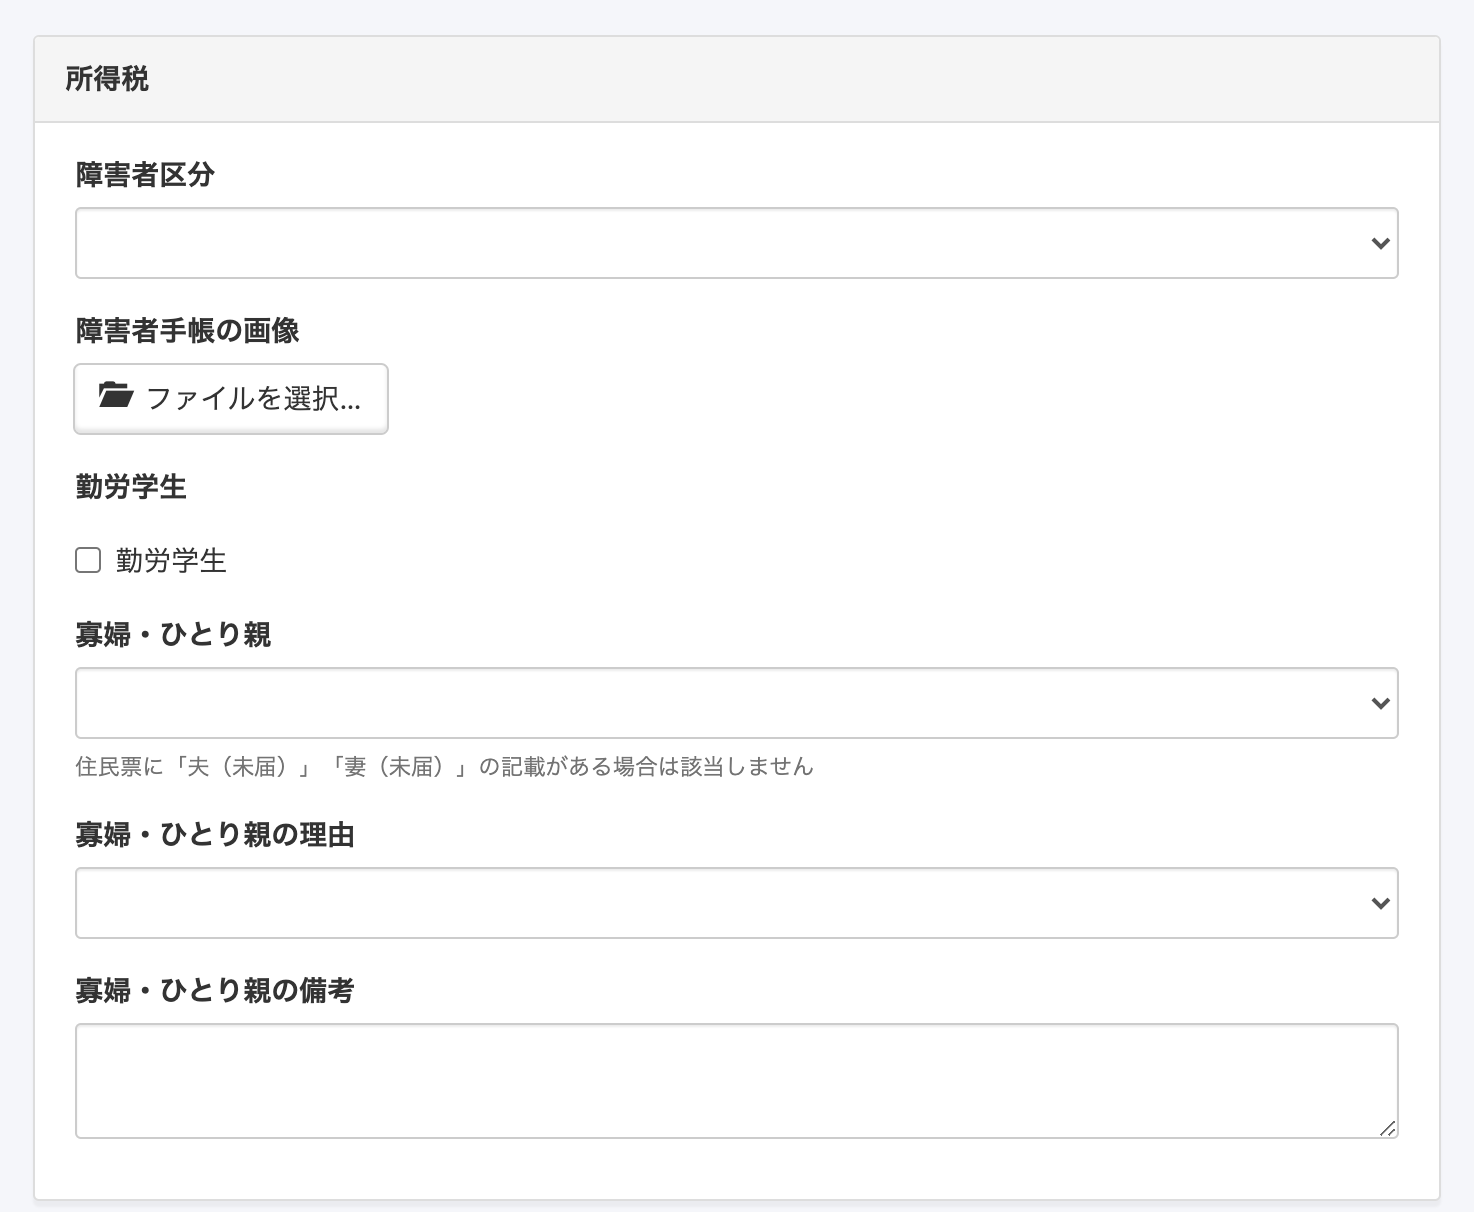 所得税
障害者区分
障害者手帳の画像
ファイルを選択...
勤労学生
勤労学生
寡婦・ひとり親
住民票に「夫（未届）」「妻（未届）」の記載がある場合は該当しません
寡婦・ひとり親の理由
寡婦・ひとり親の備考